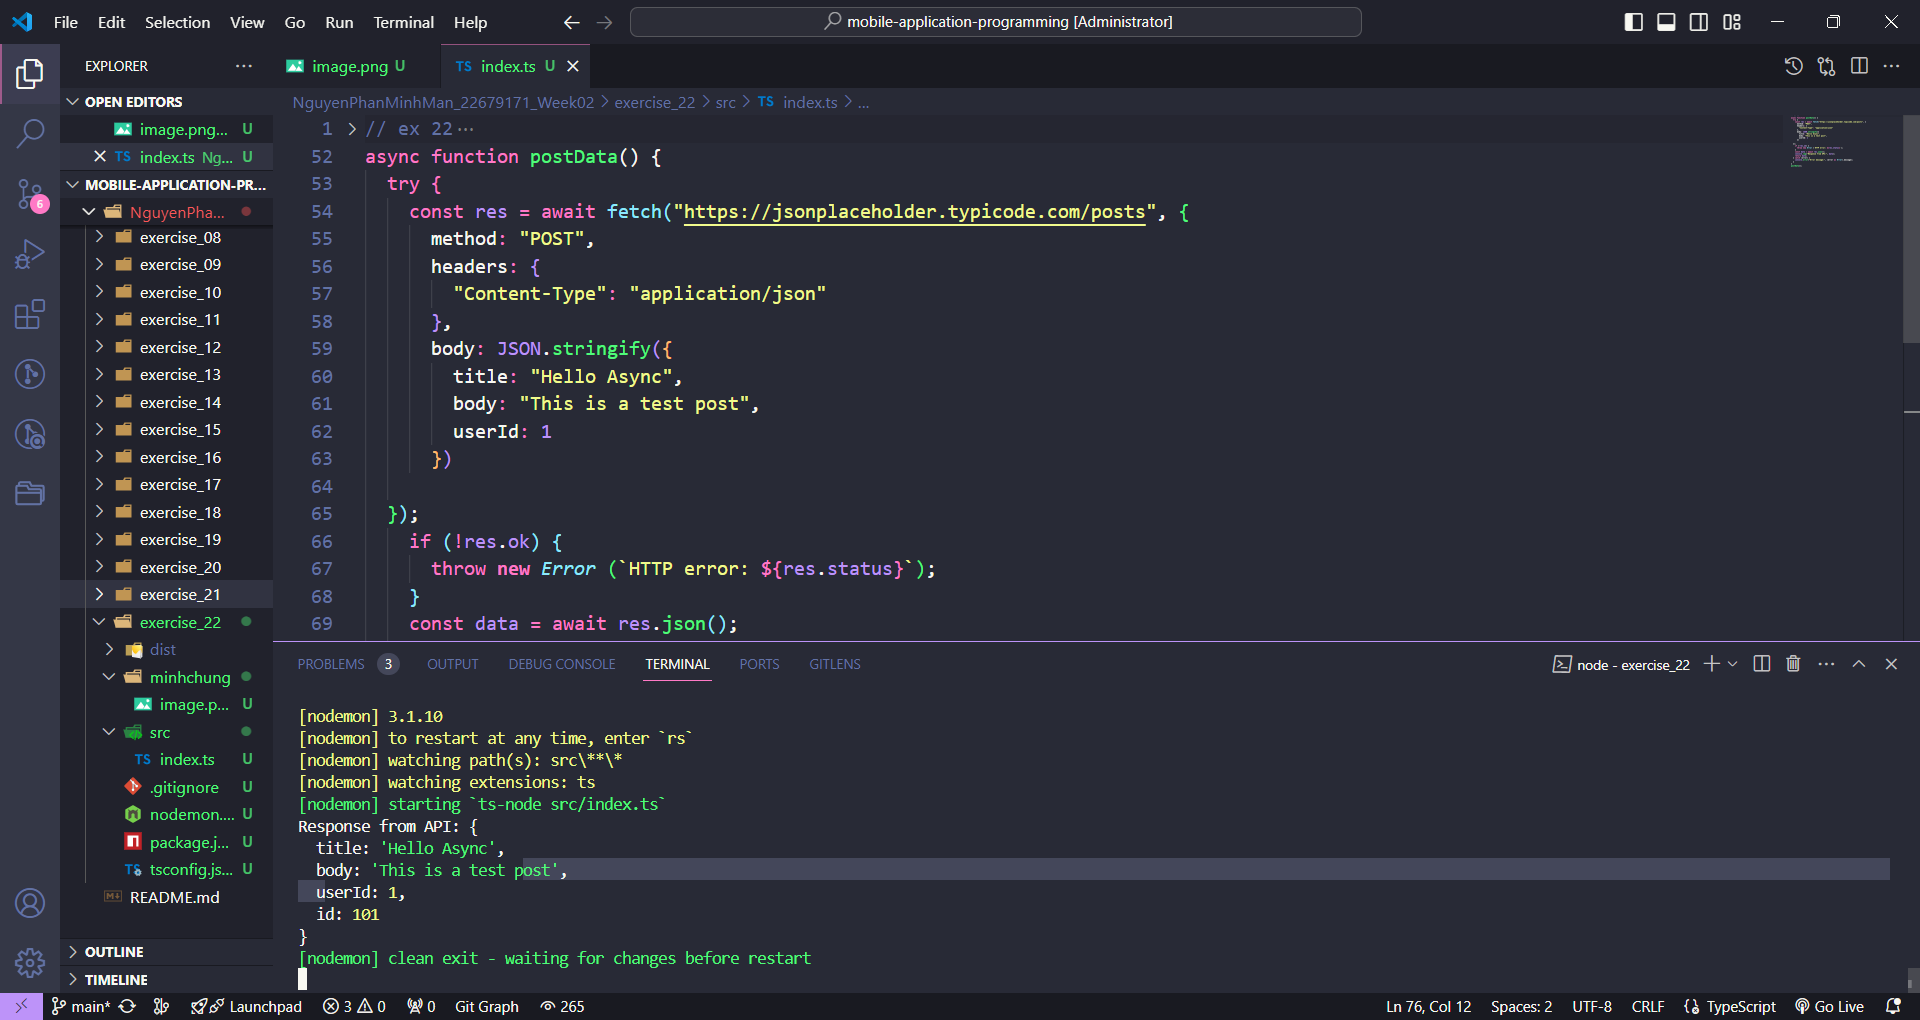 File Edit Selection View Go Run Terminal Help
mobile-application-programming [Administrator]
EXPLORER
image.png U
TS index.ts U
OPEN EDITORS
image.png... U
TS index.ts Ng... U
MOBILE-APPLICATION-PR...
NguyenPha...
exercise_08
exercise_09
exercise_10
exercise_11
exercise_12
exercise_13
exercise_14
exercise_15
exercise_16
exercise_17
exercise_18
exercise_19
exercise_20
exercise_21
exercise_22
dist
minhchung
image.p... U
src
TS index.ts U
.gitignore U
nodemon.... U
package.j... U
tsconfig.js... U
README.md
OUTLINE
TIMELINE
6
NguyenPhanMinhMan_22679171_Week02 > exercise_22 > src > TS index.ts > ...
1 // ex 22 ...
52 async function postData() {
53 try {
54 const res = await fetch("https://jsonplaceholder.typicode.com/posts", {
55 method: "POST",
56 headers: {
57 "Content-Type": "application/json"
58 },
59 body: JSON.stringify({
60 title: "Hello Async",
61 body: "This is a test post",
62 userId: 1
63 })
64
65 });
66 if (!res.ok) {
67 throw new Error (`HTTP error: ${res.status}`);
68 }
69 const data = await res.json();
PROBLEMS 3 OUTPUT DEBUG CONSOLE TERMINAL PORTS GITLENS
node - exercise_22
[nodemon] 3.1.10
[nodemon] to restart at any time, enter `rs`
[nodemon] watching path(s): src\**\*
[nodemon] watching extensions: ts
[nodemon] starting `ts-node src/index.ts`
Response from API: {
title: 'Hello Async',
body: 'This is a test post',
userId: 1,
id: 101
}
[nodemon] clean exit - waiting for changes before restart
main* Launchpad 3 0 0 Git Graph 265
Ln 76, Col 12 Spaces: 2 UTF-8 CRLF {} TypeScript Go Live